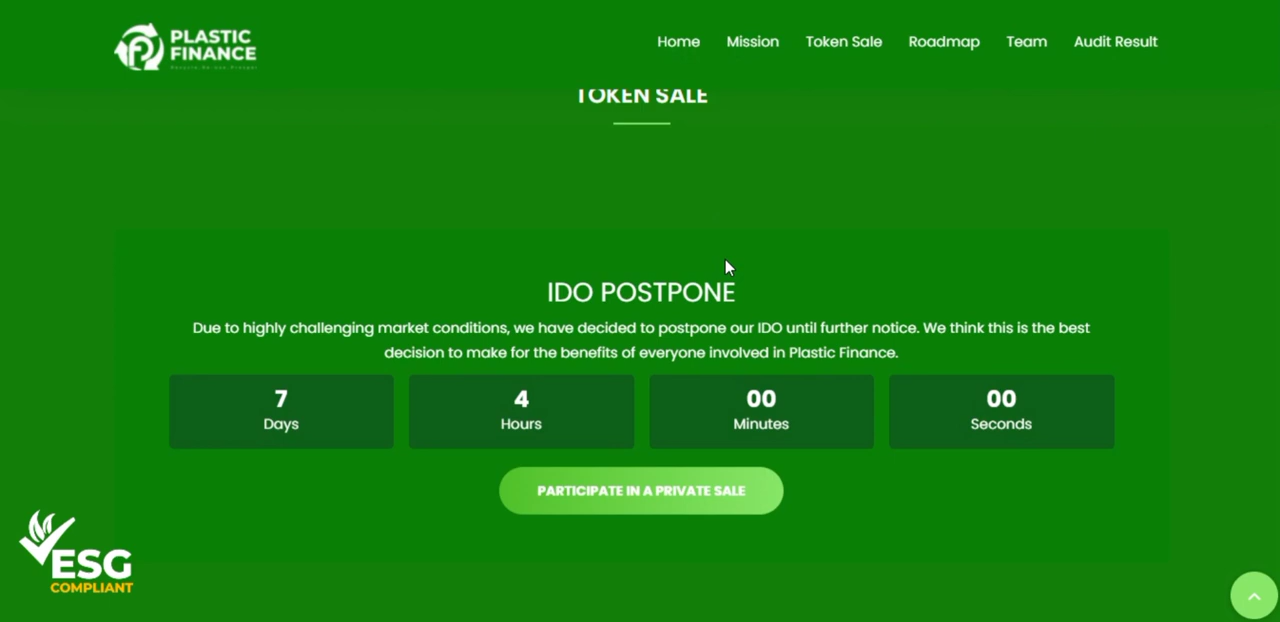 PLASTIC
FINANCE
Home Mission Token Sale Roadmap Team Audit Result
TOKEN SALE
IDO POSTPONE
Due to highly challenging market conditions, we have decided to postpone our IDO until further notice. We think this is the best
decision to make for the benefits of everyone involved in Plastic Finance.
7 4 00 00
Days Hours Minutes Seconds
PARTICIPATE IN A PRIVATE SALE
ESG
COMPLIANT